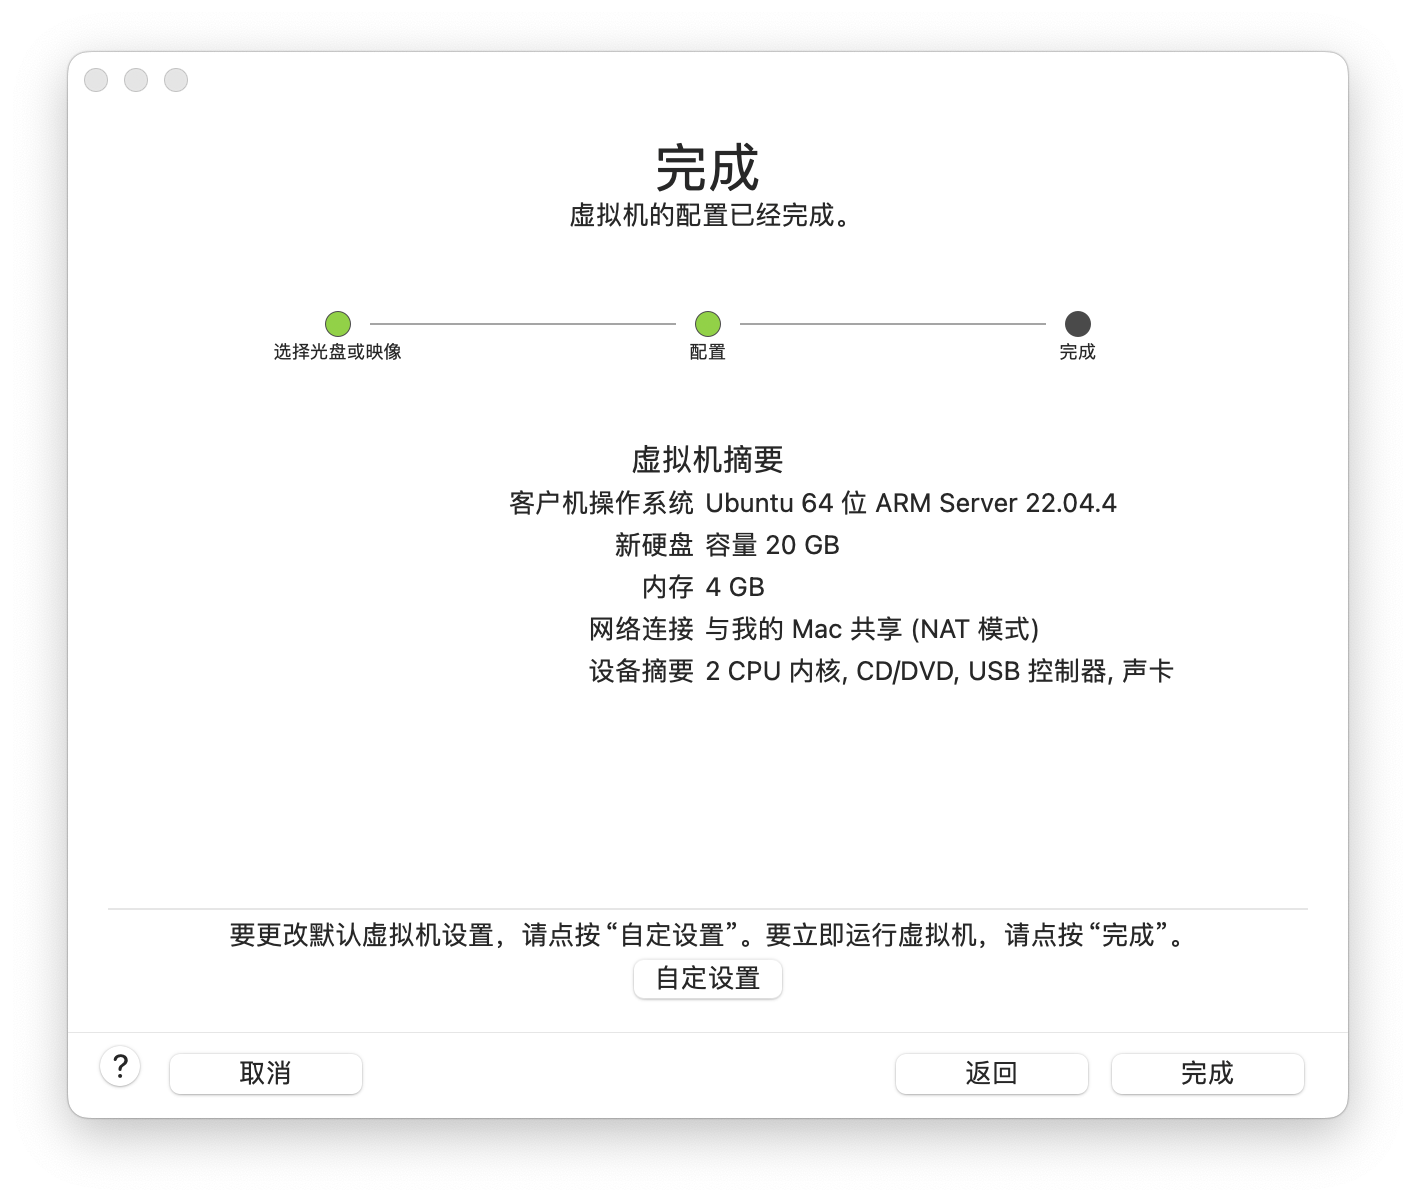 完成
虚拟机的配置已经完成。
选择光盘或映像
配置
完成
虚拟机摘要
客户机操作系统 Ubuntu 64 位 ARM Server 22.04.4
新硬盘 容量 20 GB
内存 4 GB
网络连接 与我的 Mac 共享 (NAT 模式)
设备摘要 2 CPU 内核, CD/DVD, USB 控制器, 声卡
要更改默认虚拟机设置，请点按“自定设置”。要立即运行虚拟机，请点按“完成”。
自定设置
?
取消
返回
完成